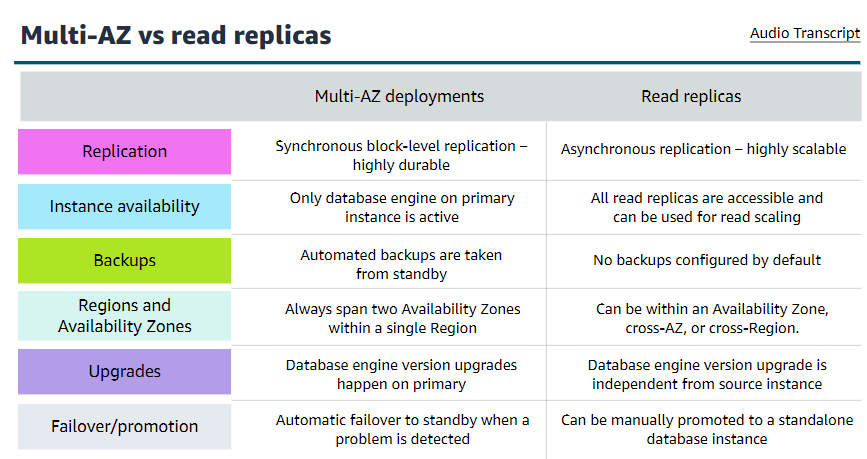 Multi-AZ vs read replicas
Audio Transcript
Multi-AZ deployments
Read replicas
Replication
Synchronous block-level replication –
highly durable
Asynchronous replication – highly scalable
Instance availability
Only database engine on primary
instance is active
All read replicas are accessible and
can be used for read scaling
Backups
Automated backups are taken
from standby
No backups configured by default
Regions and
Availability Zones
Always span two Availability Zones
within a single Region
Can be within an Availability Zone,
cross-AZ, or cross-Region.
Upgrades
Database engine version upgrades
happen on primary
Database engine version upgrade is
independent from source instance
Failover/promotion
Automatic failover to standby when a
problem is detected
Can be manually promoted to a standalone
database instance